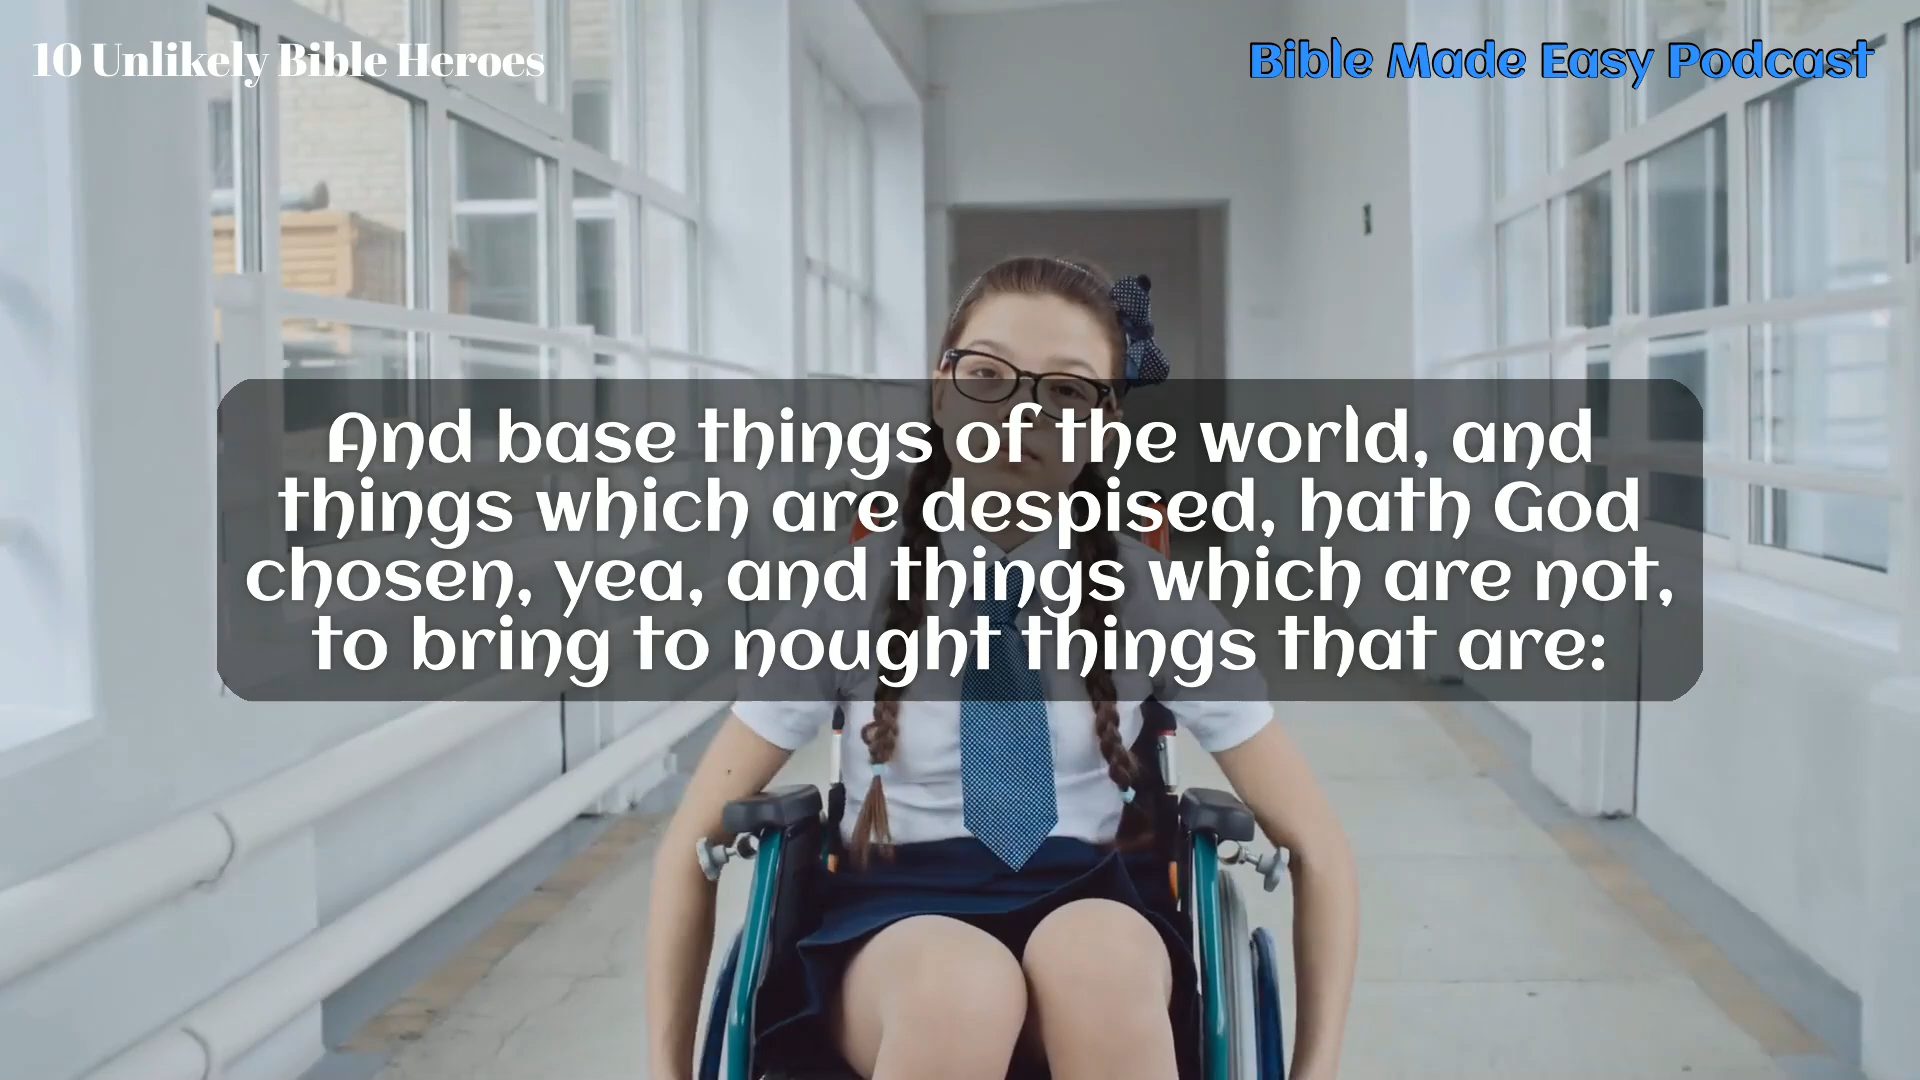 10 Unlikely Bible Heroes
Bible Made Easy Podcast
And base things of the world, and
things which are despised, hath God
chosen, yea, and things which are not,
to bring to nought things that are: